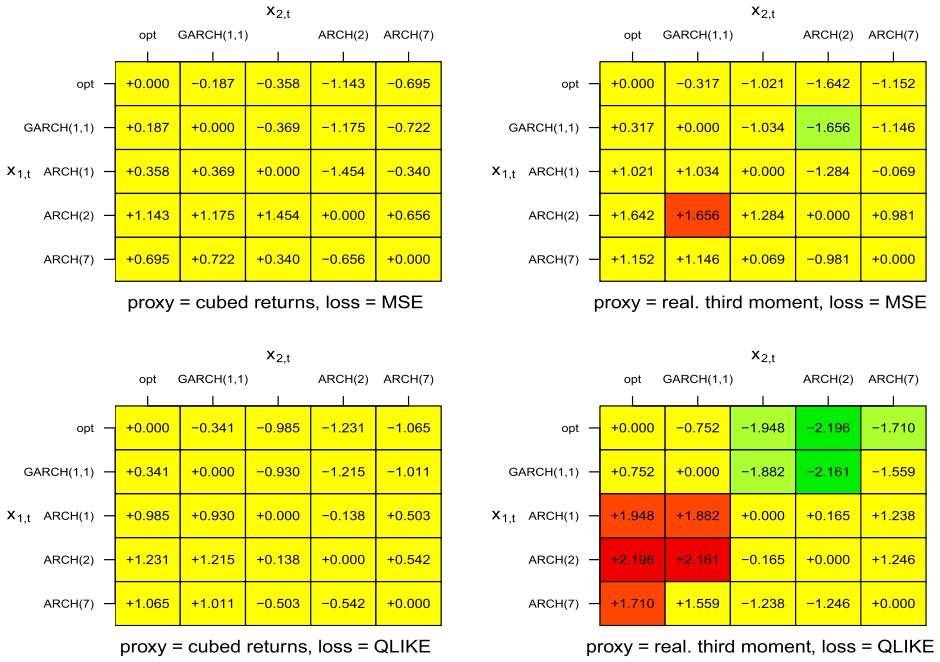 x2,t
opt GARCH(1,1) ARCH(2) ARCH(7)
opt +0.000 −0.187 −0.358 −1.143 −0.695
GARCH(1,1) +0.187 +0.000 −0.369 −1.175 −0.722
x1,t ARCH(1) +0.358 +0.369 +0.000 −1.454 −0.340
ARCH(2) +1.143 +1.175 +1.454 +0.000 +0.656
ARCH(7) +0.695 +0.722 +0.340 −0.656 +0.000
proxy = cubed returns, loss = MSE
x2,t
opt GARCH(1,1) ARCH(2) ARCH(7)
opt +0.000 −0.317 −1.021 −1.642 −1.152
GARCH(1,1) +0.317 +0.000 −1.034 −1.656 −1.146
x1,t ARCH(1) +1.021 +1.034 +0.000 −1.284 −0.069
ARCH(2) +1.642 +1.656 +1.284 +0.000 +0.981
ARCH(7) +1.152 +1.146 +0.069 −0.981 +0.000
proxy = real. third moment, loss = MSE
x2,t
opt GARCH(1,1) ARCH(2) ARCH(7)
opt +0.000 −0.341 −0.985 −1.231 −1.065
GARCH(1,1) +0.341 +0.000 −0.930 −1.215 −1.011
x1,t ARCH(1) +0.985 +0.930 +0.000 −0.138 +0.503
ARCH(2) +1.231 +1.215 +0.138 +0.000 +0.542
ARCH(7) +1.065 +1.011 −0.503 −0.542 +0.000
proxy = cubed returns, loss = QLIKE
x2,t
opt GARCH(1,1) ARCH(2) ARCH(7)
opt +0.000 −0.752 −1.948 −2.196 −1.710
GARCH(1,1) +0.752 +0.000 −1.882 −2.161 −1.559
x1,t ARCH(1) +1.948 +1.882 +0.000 +0.165 +1.238
ARCH(2) +2.196 +2.161 −0.165 +0.000 +1.246
ARCH(7) +1.710 +1.559 −1.238 −1.246 +0.000
proxy = real. third moment, loss = QLIKE